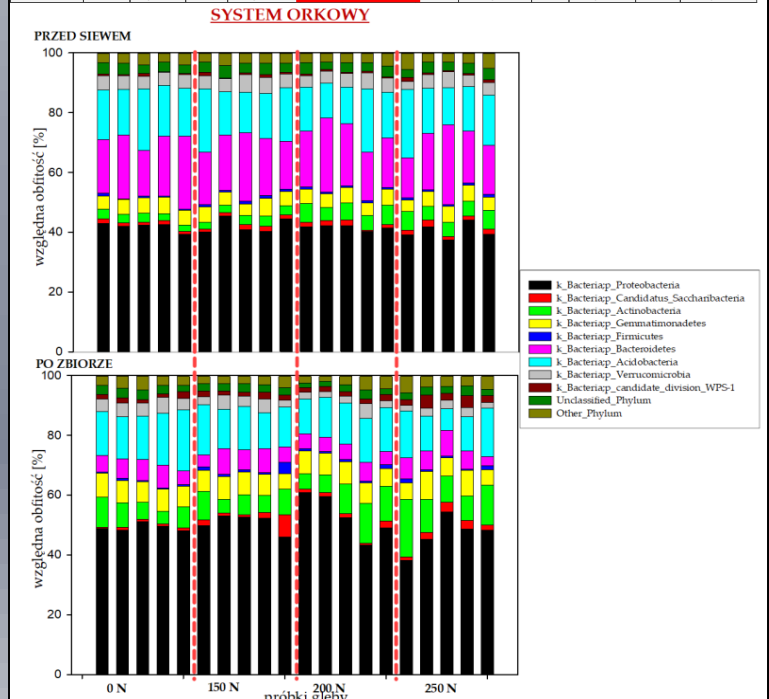 SYSTEM ORKOWY
PRZED SIEWEM
względna obfitość [%]
100
80
60
40
20
0
k_Bacteria;p_Proteobacteria
k_Bacteria;p_Candidatus_Saccharibacteria
k_Bacteria;p_Actinobacteria
k_Bacteria;p_Gemmatimonadetes
k_Bacteria;p_Firmicutes
k_Bacteria;p_Bacteroidetes
k_Bacteria;p_Acidobacteria
k_Bacteria;p_Verrucomicrobia
k_Bacteria;p_candidate_division_WPS-1
Unclassified_Phylum
Other_Phylum
PO ZBIORZE
względna obfitość [%]
100
80
60
40
20
0
0 N 150 N 200 N 250 N
próbki gleby